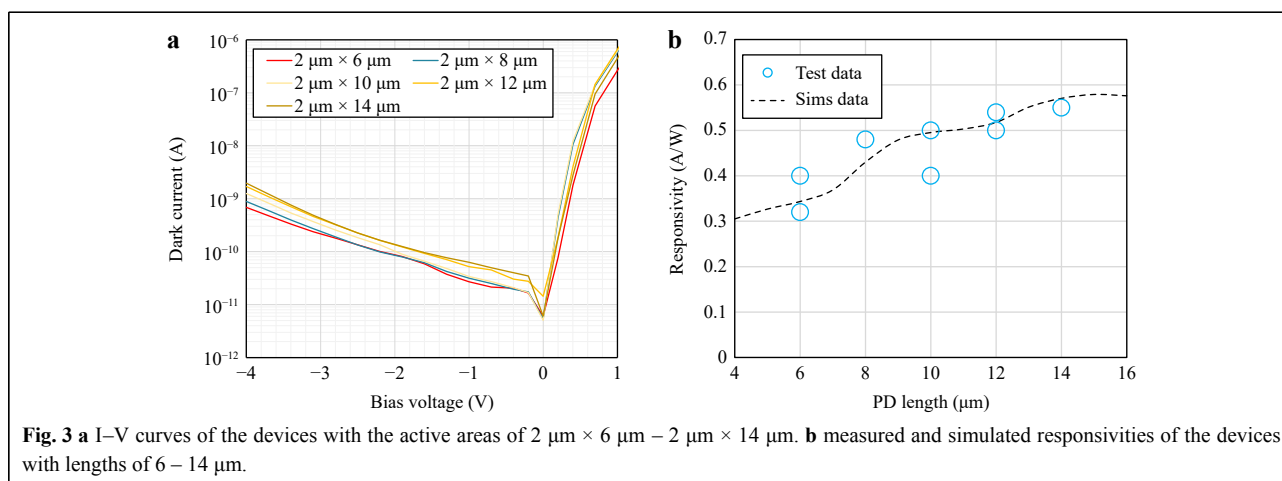 a
10⁻⁶
10⁻⁷
10⁻⁸
10⁻⁹
10⁻¹⁰
10⁻¹¹
10⁻¹²
Dark current (A)
2 μm × 6 μm 2 μm × 8 μm
2 μm × 10 μm 2 μm × 12 μm
2 μm × 14 μm
−4 −3 −2 −1 0 1
Bias voltage (V)
b
0.7
0.6
0.5
0.4
0.3
0.2
0.1
0
Responsivity (A/W)
Test data
Sims data
4 6 8 10 12 14 16
PD length (μm)
Fig. 3 a I–V curves of the devices with the active areas of 2 μm × 6 μm – 2 μm × 14 μm. b measured and simulated responsivities of the devices
with lengths of 6 – 14 μm.